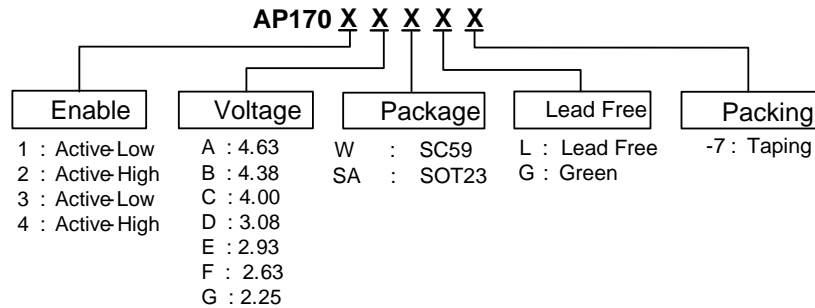 AP170 X X X X X
Enable
1 : Active-Low
2 : Active-High
3 : Active-Low
4 : Active-High
Voltage
A : 4.63
B : 4.38
C : 4.00
D : 3.08
E : 2.93
F : 2.63
G : 2.25
Package
W : SC59
SA : SOT23
Lead Free
L : Lead Free
G : Green
Packing
-7 : Taping